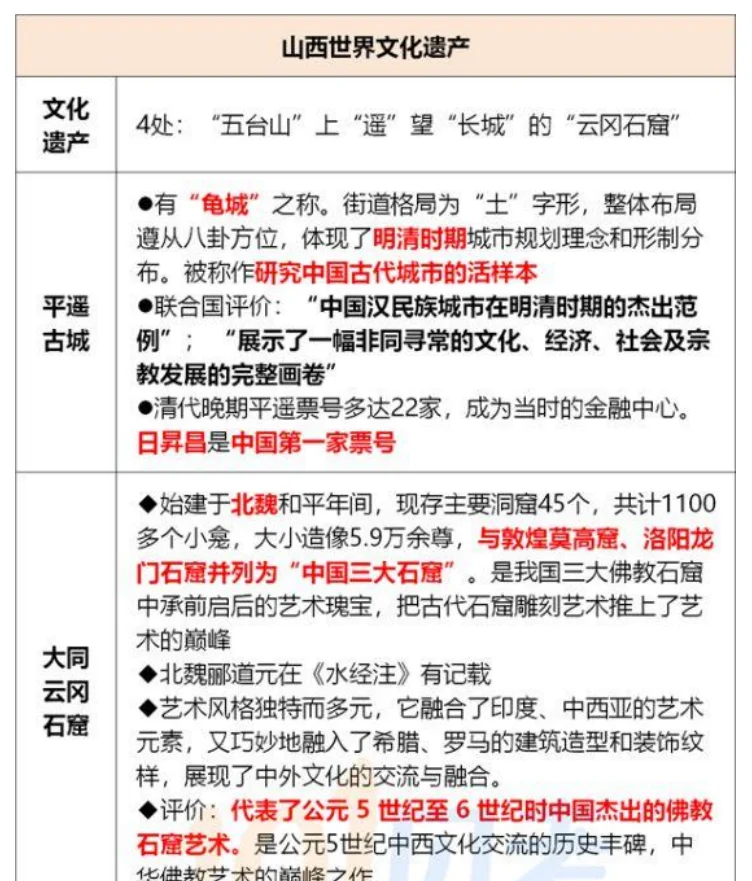 山西世界文化遗产
文化
遗产
4处：“五台山”上“遥”望“长城”的“云冈石窟”
平遥
古城
●有“龟城”之称。街道格局为“土”字形，整体布局
遵从八卦方位，体现了明清时期城市规划理念和形制分
布。被称作研究中国古代城市的活样本
●联合国评价：“中国汉民族城市在明清时期的杰出范
例”；“展示了一幅非同寻常的文化、经济、社会及宗
教发展的完整画卷”
●清代晚期平遥票号多达22家，成为当时的金融中心。
日昇昌是中国第一家票号
大同
云冈
石窟
◆始建于北魏和平年间，现存主要洞窟45个，共计1100
多个小龛，大小造像5.9万余尊，与敦煌莫高窟、洛阳龙
门石窟并列为“中国三大石窟”。是我国三大佛教石窟
中承前启后的艺术瑰宝，把古代石窟雕刻艺术推上了艺
术的巅峰
◆北魏郦道元在《水经注》有记载
◆艺术风格独特而多元，它融合了印度、中西亚的艺术
元素，又巧妙地融入了希腊、罗马的建筑造型和装饰纹
样，展现了中外文化的交流与融合。
◆评价：代表了公元 5 世纪至 6 世纪时中国杰出的佛教
石窟艺术。是公元5世纪中西文化交流的历史丰碑，中
华佛教艺术的巅峰之作